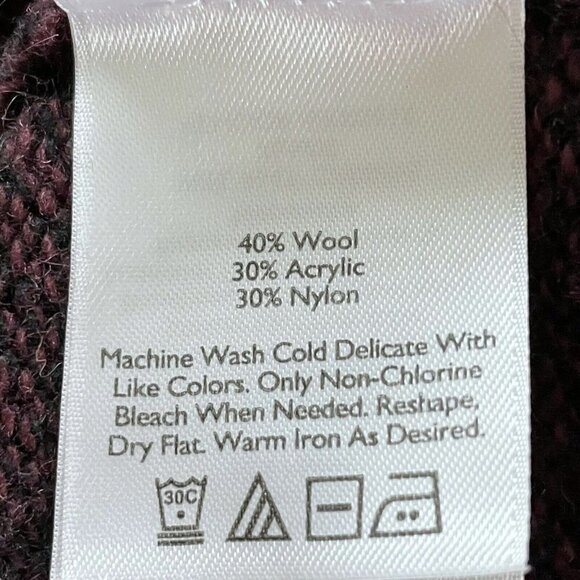 40% Wool
30% Acrylic
30% Nylon
Machine Wash Cold Delicate With
Like Colors. Only Non-Chlorine
Bleach When Needed. Reshape,
Dry Flat. Warm Iron As Desired.
30C